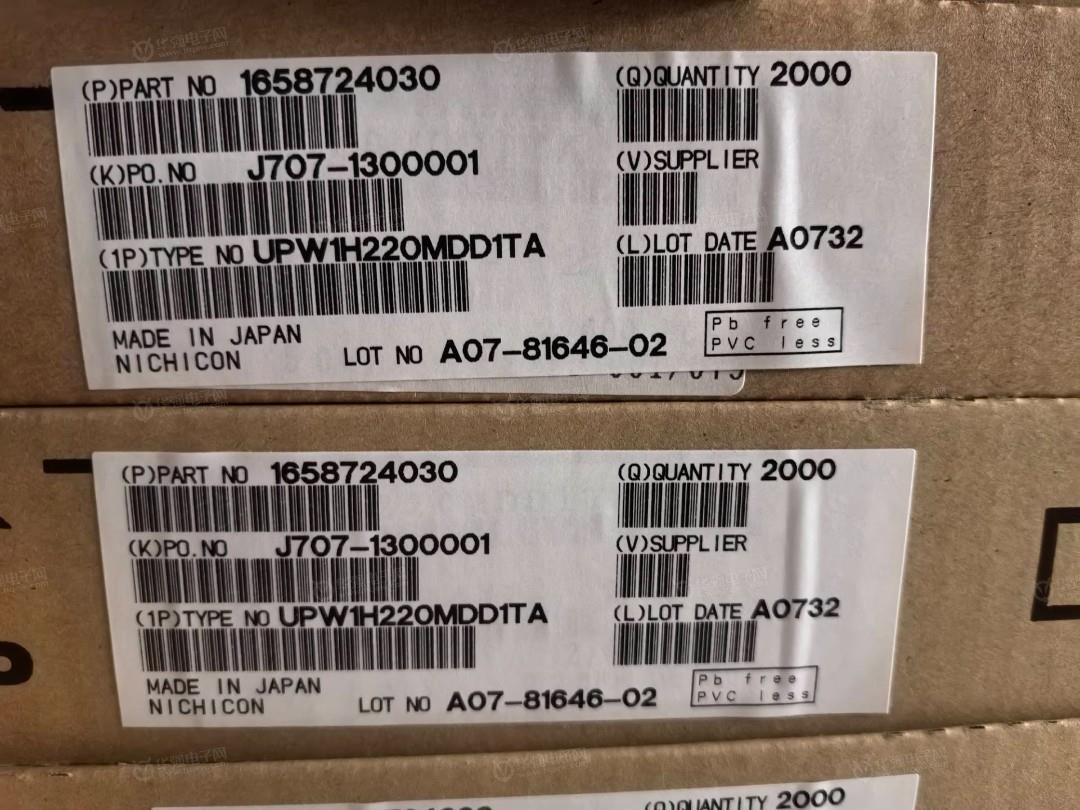 (P)PART NO 1658724030
(Q)QUANTITY 2000
(K)PO.NO J707-1300001
(V)SUPPLIER
(1P)TYPE NO UPW1H220MDD1TA
(L)LOT DATE A0732
MADE IN JAPAN
NICHICON
LOT NO A07-81646-02
Pb free
PVC less
(P)PART NO 1658724030
(Q)QUANTITY 2000
(K)PO.NO J707-1300001
(V)SUPPLIER
(1P)TYPE NO UPW1H220MDD1TA
(L)LOT DATE A0732
MADE IN JAPAN
NICHICON
LOT NO A07-81646-02
Pb free
PVC less
(Q)QUANTITY 2000